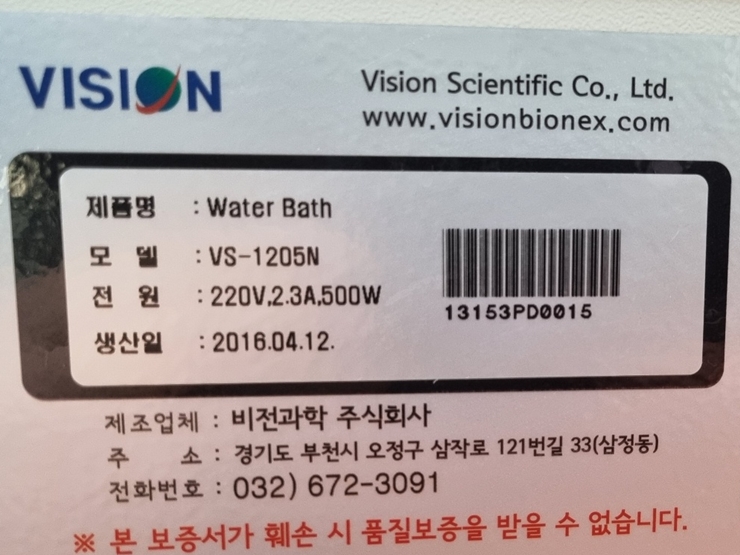 VISION
Vision Scientific Co., Ltd.
www.visionbionex.com
제품명 : Water Bath
모 델 : VS-1205N
전 원 : 220V,2.3A,500W
생산일 : 2016.04.12.
13153PD0015
제조업체 : 비전과학 주식회사
주 소 : 경기도 부천시 오정구 삼작로 121번길 33(삼정동)
전화번호 : 032) 672-3091
※ 본 보증서가 훼손 시 품질보증을 받을 수 없습니다.